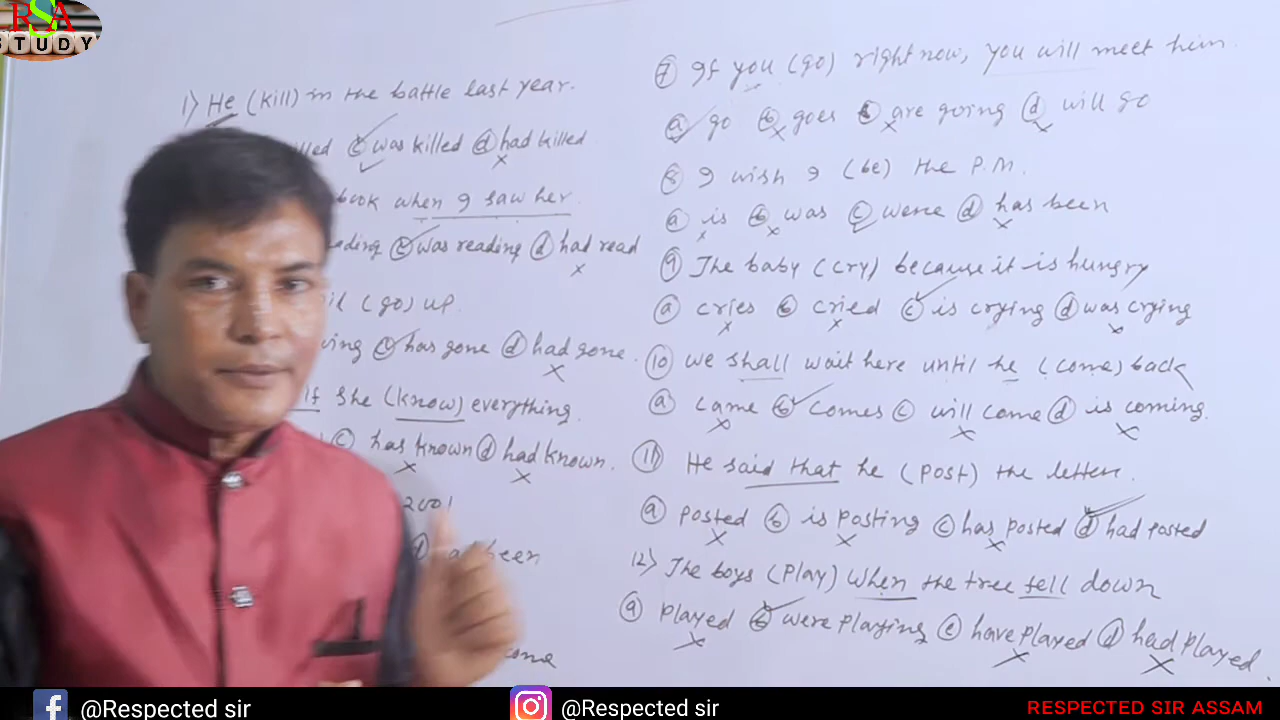 RSA
STUDY
1) He (kill) in the battle last year.
lled c was killed d had killed
book when I saw her.
ading b was reading d had read
(go) up.
ving c has gone d had gone.
If she (know) everything.
c has known d had known.
2001
d been
come
7 If you (go) right now, you will meet him.
a go b goes c are going d will go
8 I wish I (be) the P.M.
a is b was c were d has been
9 The baby (cry) because it is hungry
a cries b cried c is crying d was crying
10 we shall wait here until he (come) back
a came b comes c will come d is coming.
11 He said that he (post) the letter.
a posted b is posting c has posted d had posted
12) The boys (play) when the tree fell down
a played b were playing c have played d had played.
@Respected sir
@Respected sir
RESPECTED SIR ASSAM